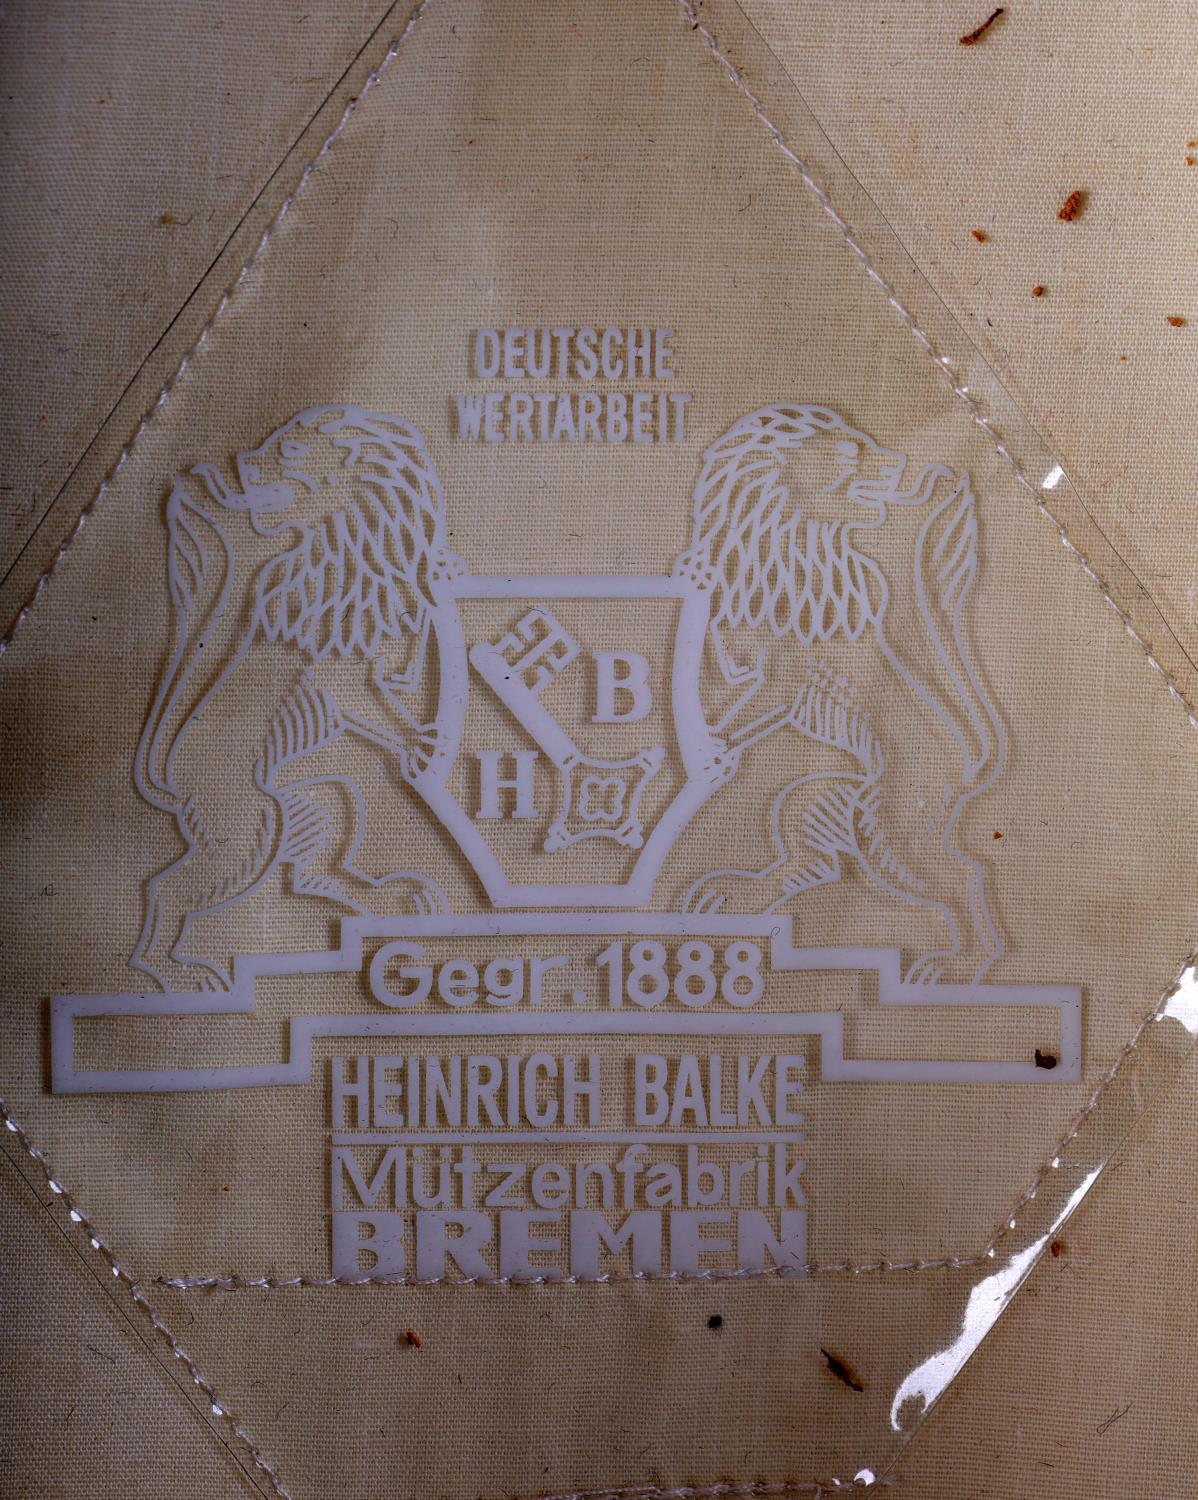 DEUTSCHE
WERTARBEIT
B
H
Gegr. 1888
HEINRICH BALKE
Mützenfabrik
BREMEN